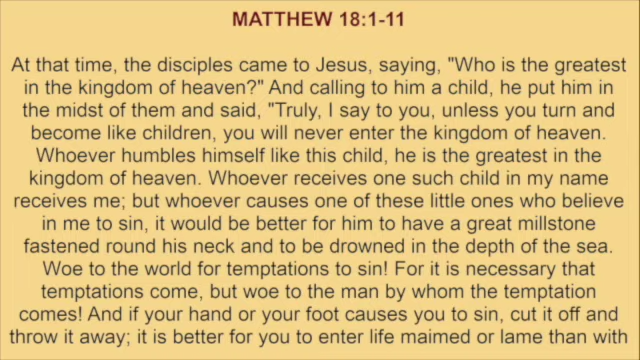 MATTHEW 18:1-11
At that time, the disciples came to Jesus, saying, "Who is the greatest
in the kingdom of heaven?" And calling to him a child, he put him in
the midst of them and said, "Truly, I say to you, unless you turn and
become like children, you will never enter the kingdom of heaven.
Whoever humbles himself like this child, he is the greatest in the
kingdom of heaven. Whoever receives one such child in my name
receives me; but whoever causes one of these little ones who believe
in me to sin, it would be better for him to have a great millstone
fastened round his neck and to be drowned in the depth of the sea.
Woe to the world for temptations to sin! For it is necessary that
temptations come, but woe to the man by whom the temptation
comes! And if your hand or your foot causes you to sin, cut it off and
throw it away; it is better for you to enter life maimed or lame than with